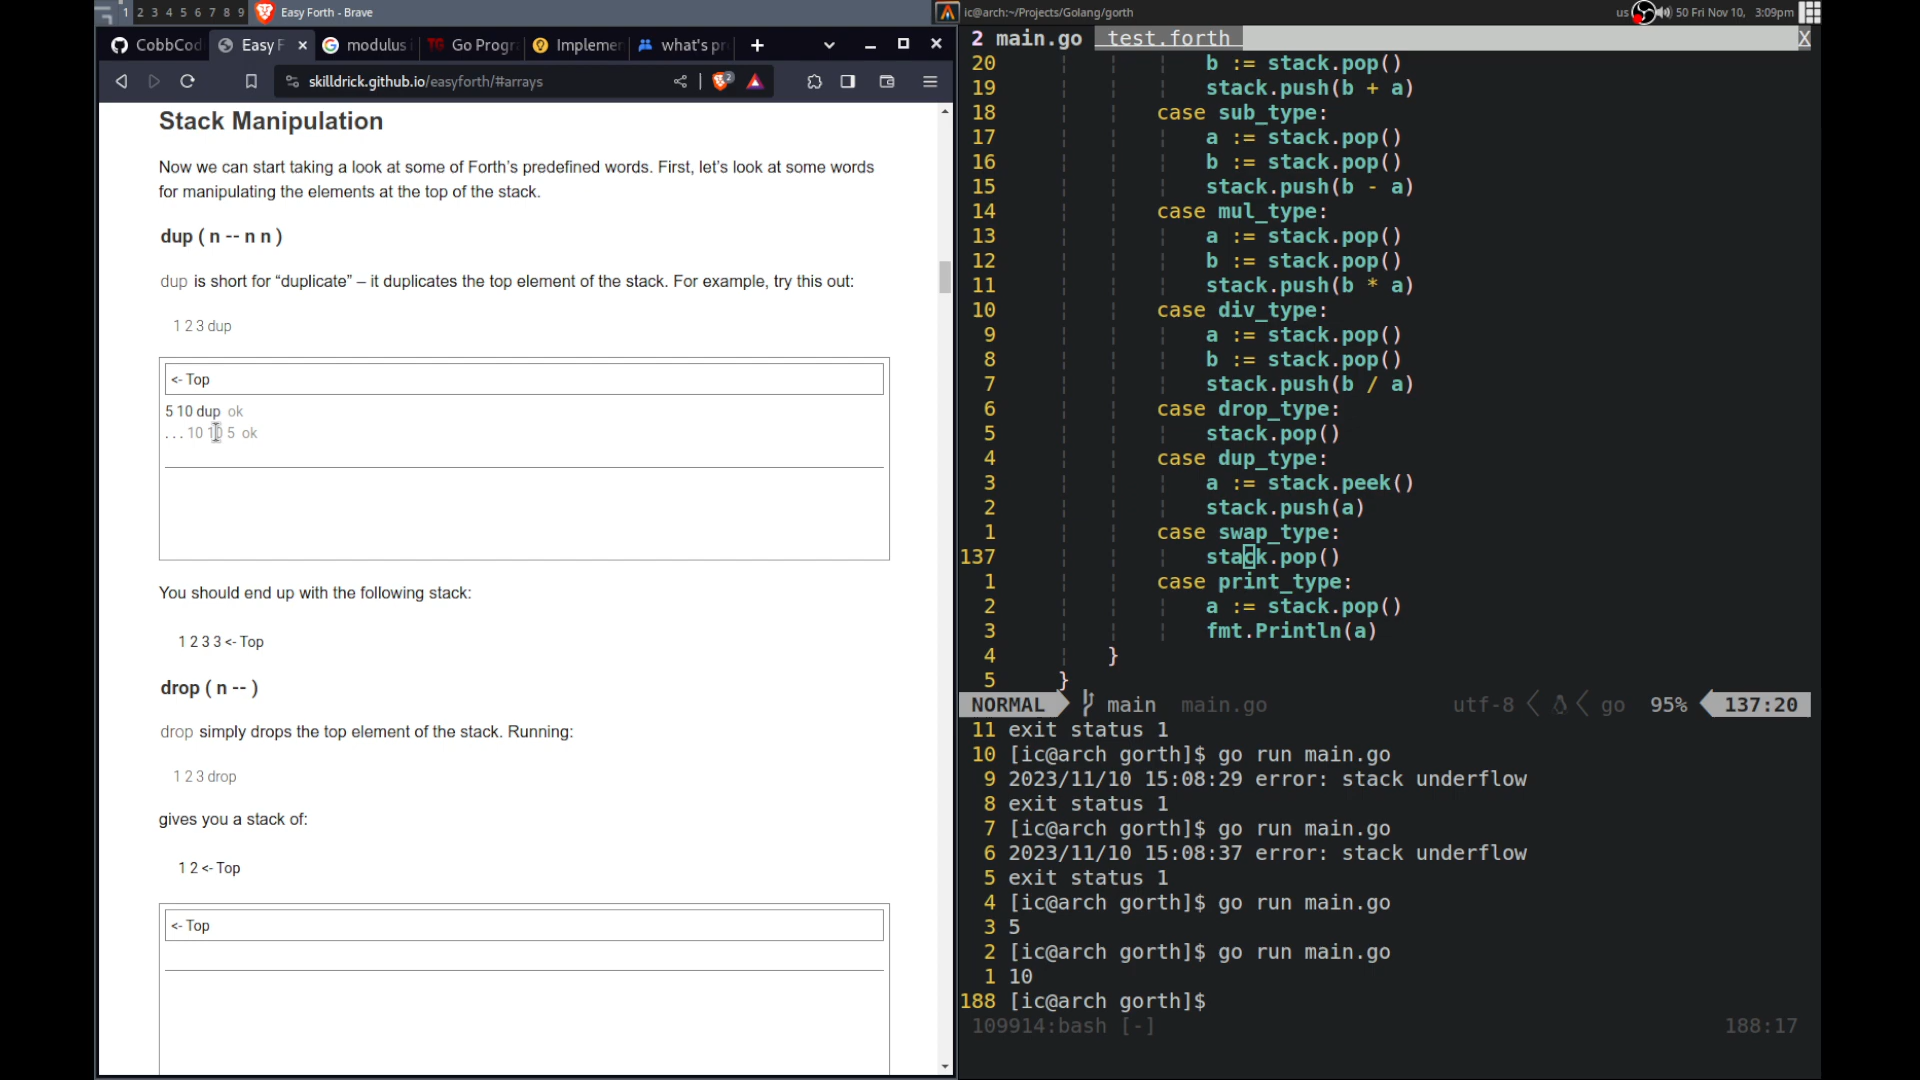 1 2 3 4 5 6 7 8 9 Easy Forth - Brave
ic@arch:~/Projects/Golang/gorth
us 50 Fri Nov 10, 3:09pm
CobbCod Easy F modulus Go Progr Implemen what's pr
skilldrick.github.io/easyforth/#arrays
2
Stack Manipulation
Now we can start taking a look at some of Forth's predefined words. First, let's look at some words
for manipulating the elements at the top of the stack.
dup ( n -- n n )
dup is short for “duplicate” – it duplicates the top element of the stack. For example, try this out:
1 2 3 dup
<- Top
5 10 dup ok
. . . 10 10 5 ok
You should end up with the following stack:
1 2 3 3 <- Top
drop ( n -- )
drop simply drops the top element of the stack. Running:
1 2 3 drop
gives you a stack of:
1 2 <- Top
<- Top
2 main.go test.forth X
20 b := stack.pop()
19 stack.push(b + a)
18 case sub_type:
17 a := stack.pop()
16 b := stack.pop()
15 stack.push(b - a)
14 case mul_type:
13 a := stack.pop()
12 b := stack.pop()
11 stack.push(b * a)
10 case div_type:
9 a := stack.pop()
8 b := stack.pop()
7 stack.push(b / a)
6 case drop_type:
5 stack.pop()
4 case dup_type:
3 a := stack.peek()
2 stack.push(a)
1 case swap_type:
137 stack.pop()
1 case print_type:
2 a := stack.pop()
3 fmt.Println(a)
4 }
5 }
NORMAL main main.go utf-8 go 95% 137:20
11 exit status 1
10 [ic@arch gorth]$ go run main.go
9 2023/11/10 15:08:29 error: stack underflow
8 exit status 1
7 [ic@arch gorth]$ go run main.go
6 2023/11/10 15:08:37 error: stack underflow
5 exit status 1
4 [ic@arch gorth]$ go run main.go
3 5
2 [ic@arch gorth]$ go run main.go
1 10
188 [ic@arch gorth]$
109914:bash [-] 188:17